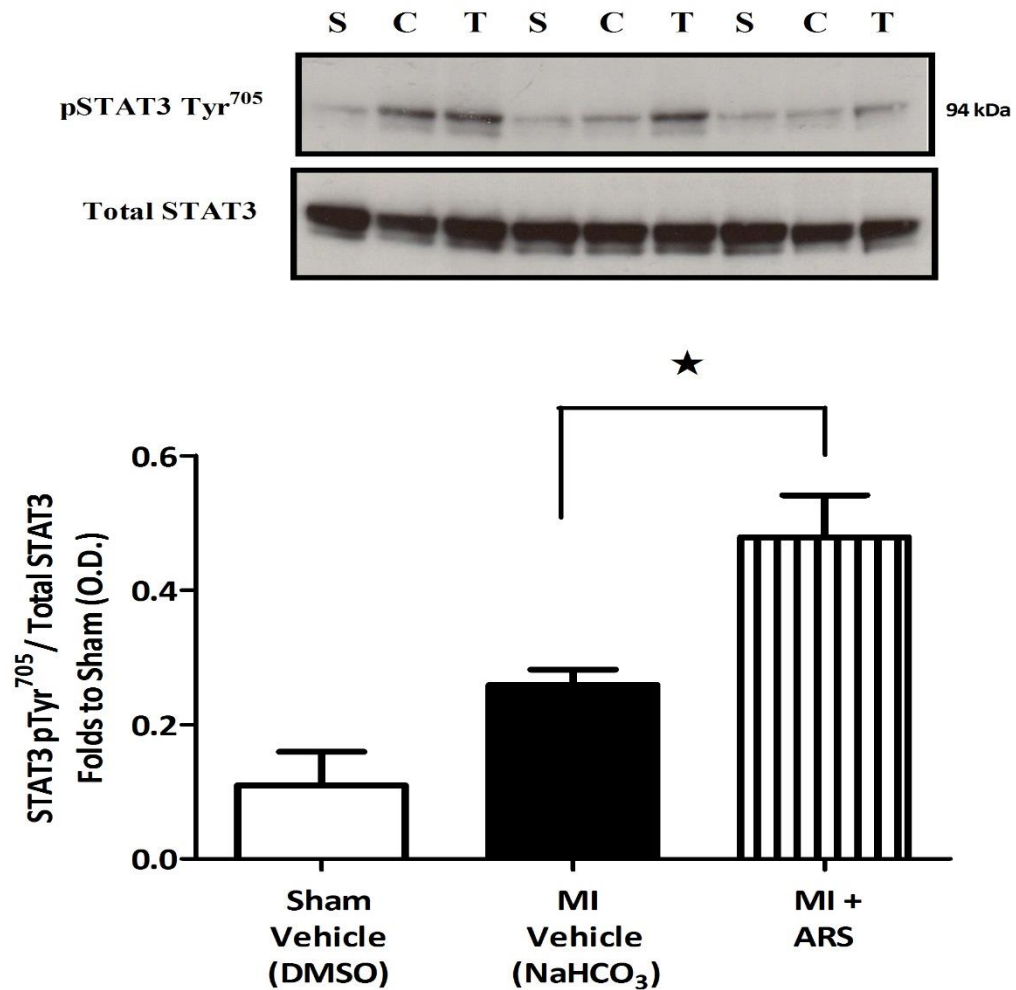 S C T S C T S C T
pSTAT3 Tyr705
94 kDa
Total STAT3
★
0.6
0.4
0.2
0.0
STAT3 pTyr705 / Total STAT3
Folds to Sham (O.D.)
Sham
Vehicle
(DMSO)
MI
Vehicle
(NaHCO3)
MI +
ARS